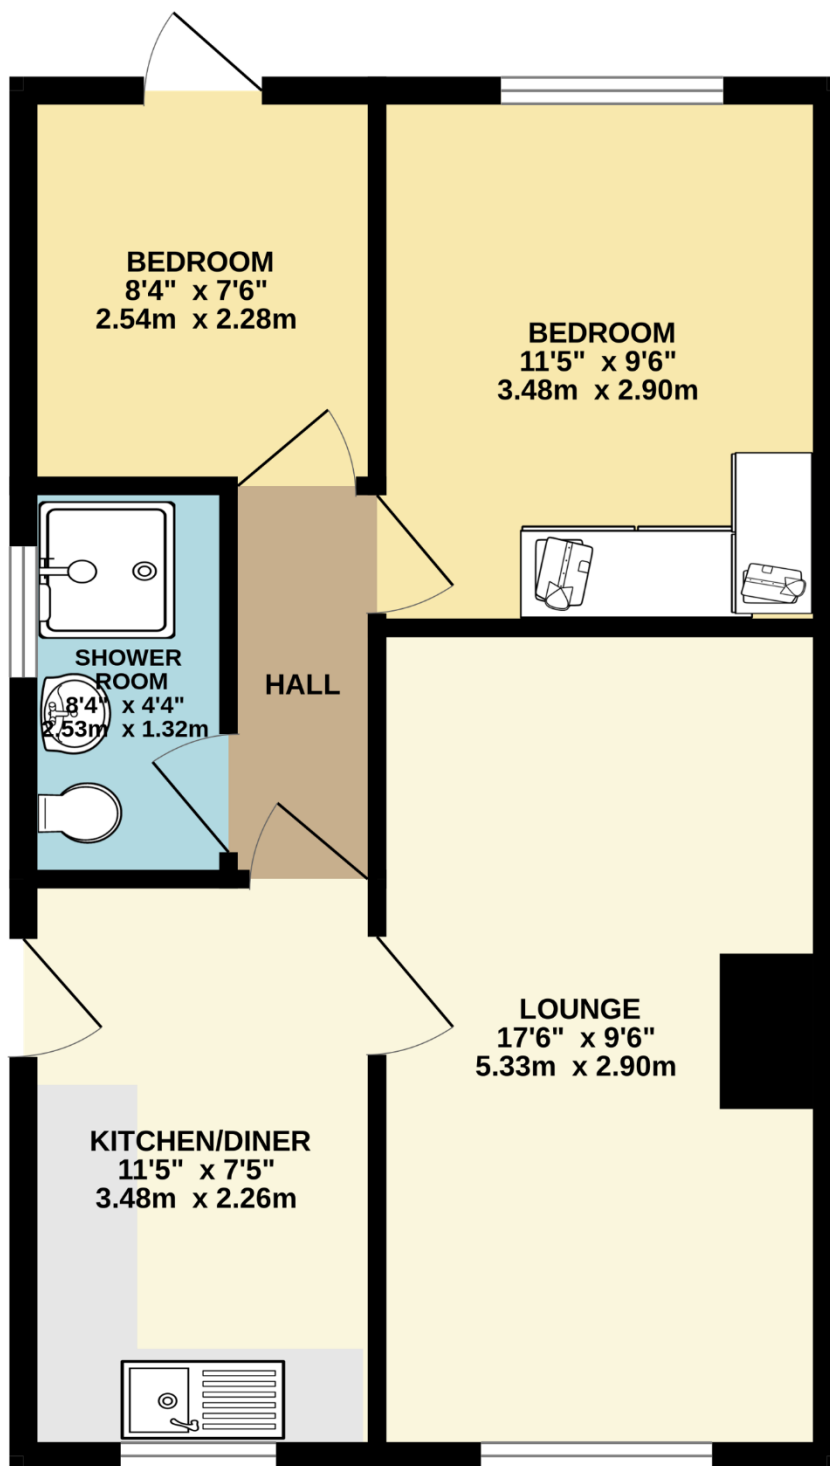 BEDROOM
8'4" x 7'6"
2.54m x 2.28m
BEDROOM
11'5" x 9'6"
3.48m x 2.90m
SHOWER
ROOM
8'4" x 4'4"
2.53m x 1.32m
HALL
LOUNGE
17'6" x 9'6"
5.33m x 2.90m
KITCHEN/DINER
11'5" x 7'5"
3.48m x 2.26m